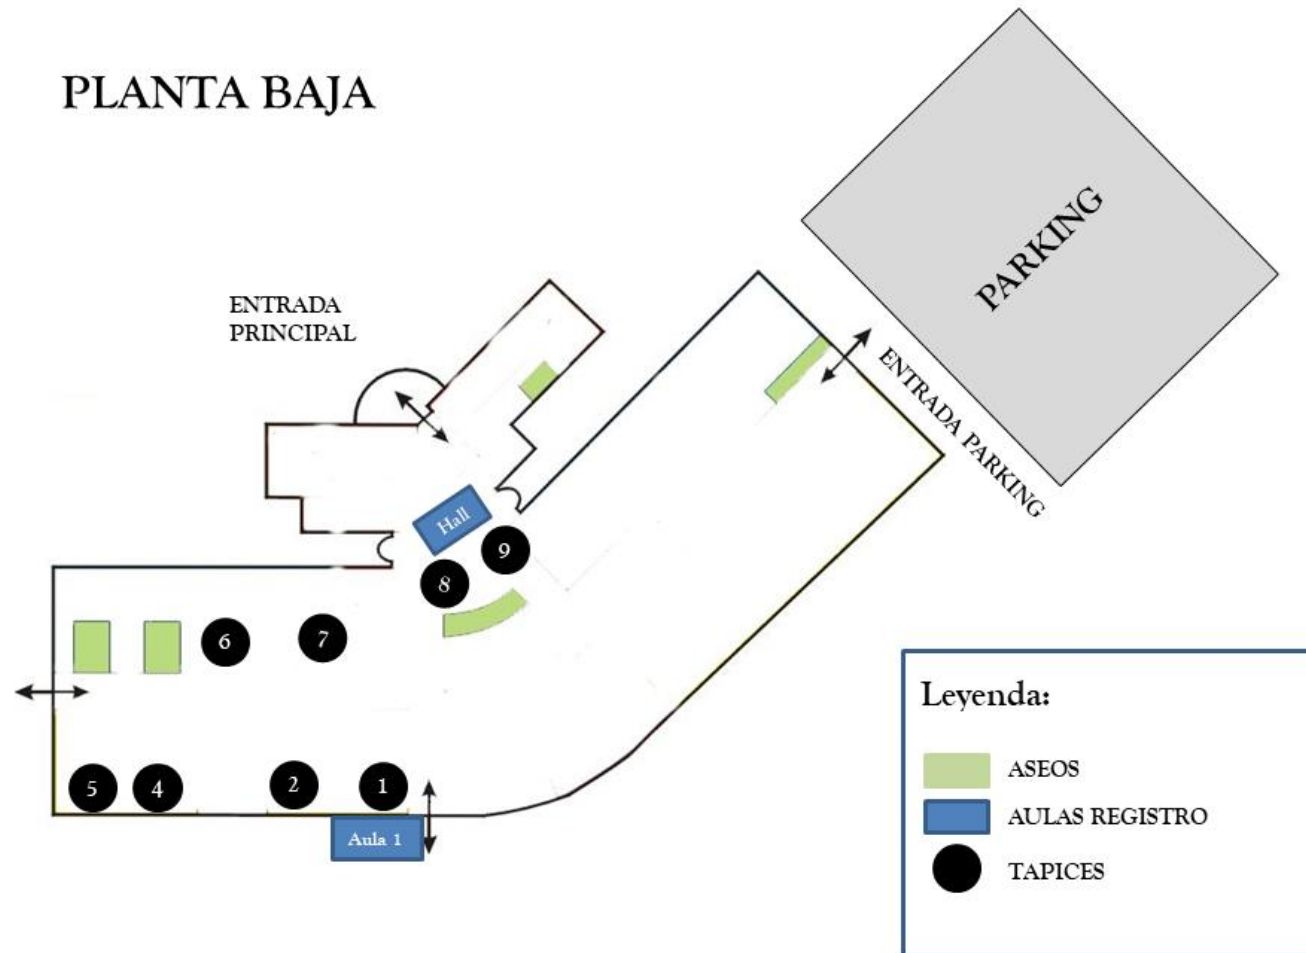 PLANTA BAJA
PARKING
ENTRADA
PRINCIPAL
ENTRADA PARKING
Hall
9
8
6
7
5
4
2
1
Aula 1
Leyenda:
ASEOS
AULAS REGISTRO
TAPICES